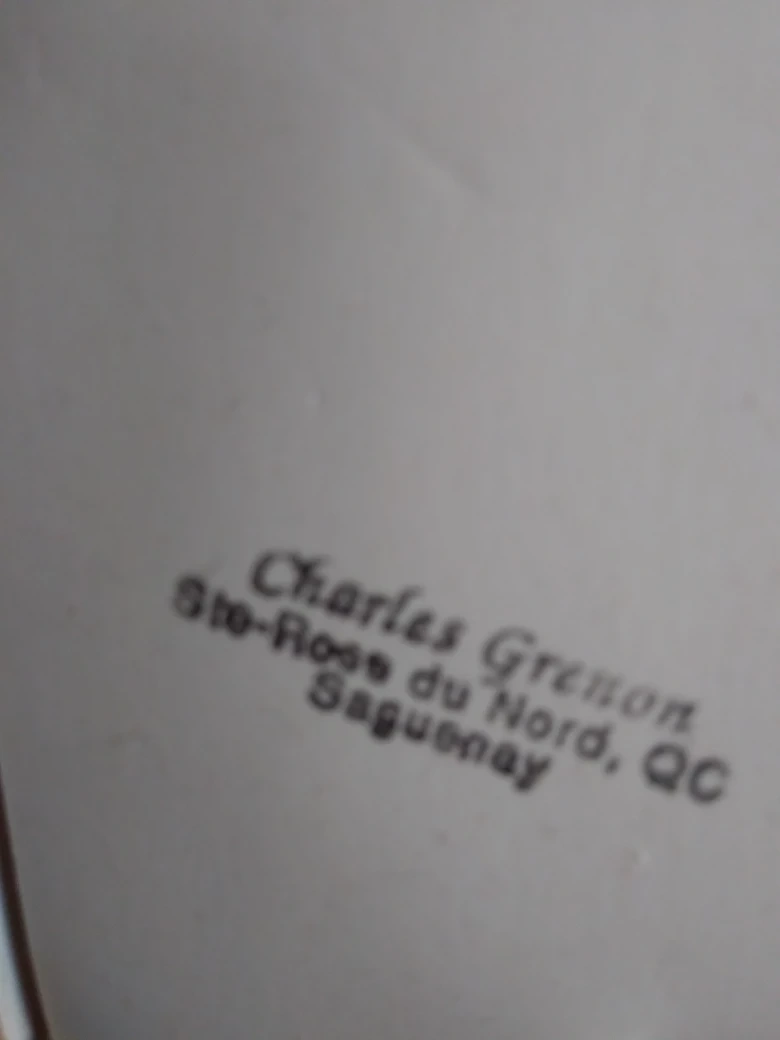 Charles Grenon
Ste-Rose du Nord, QC
Saguenay